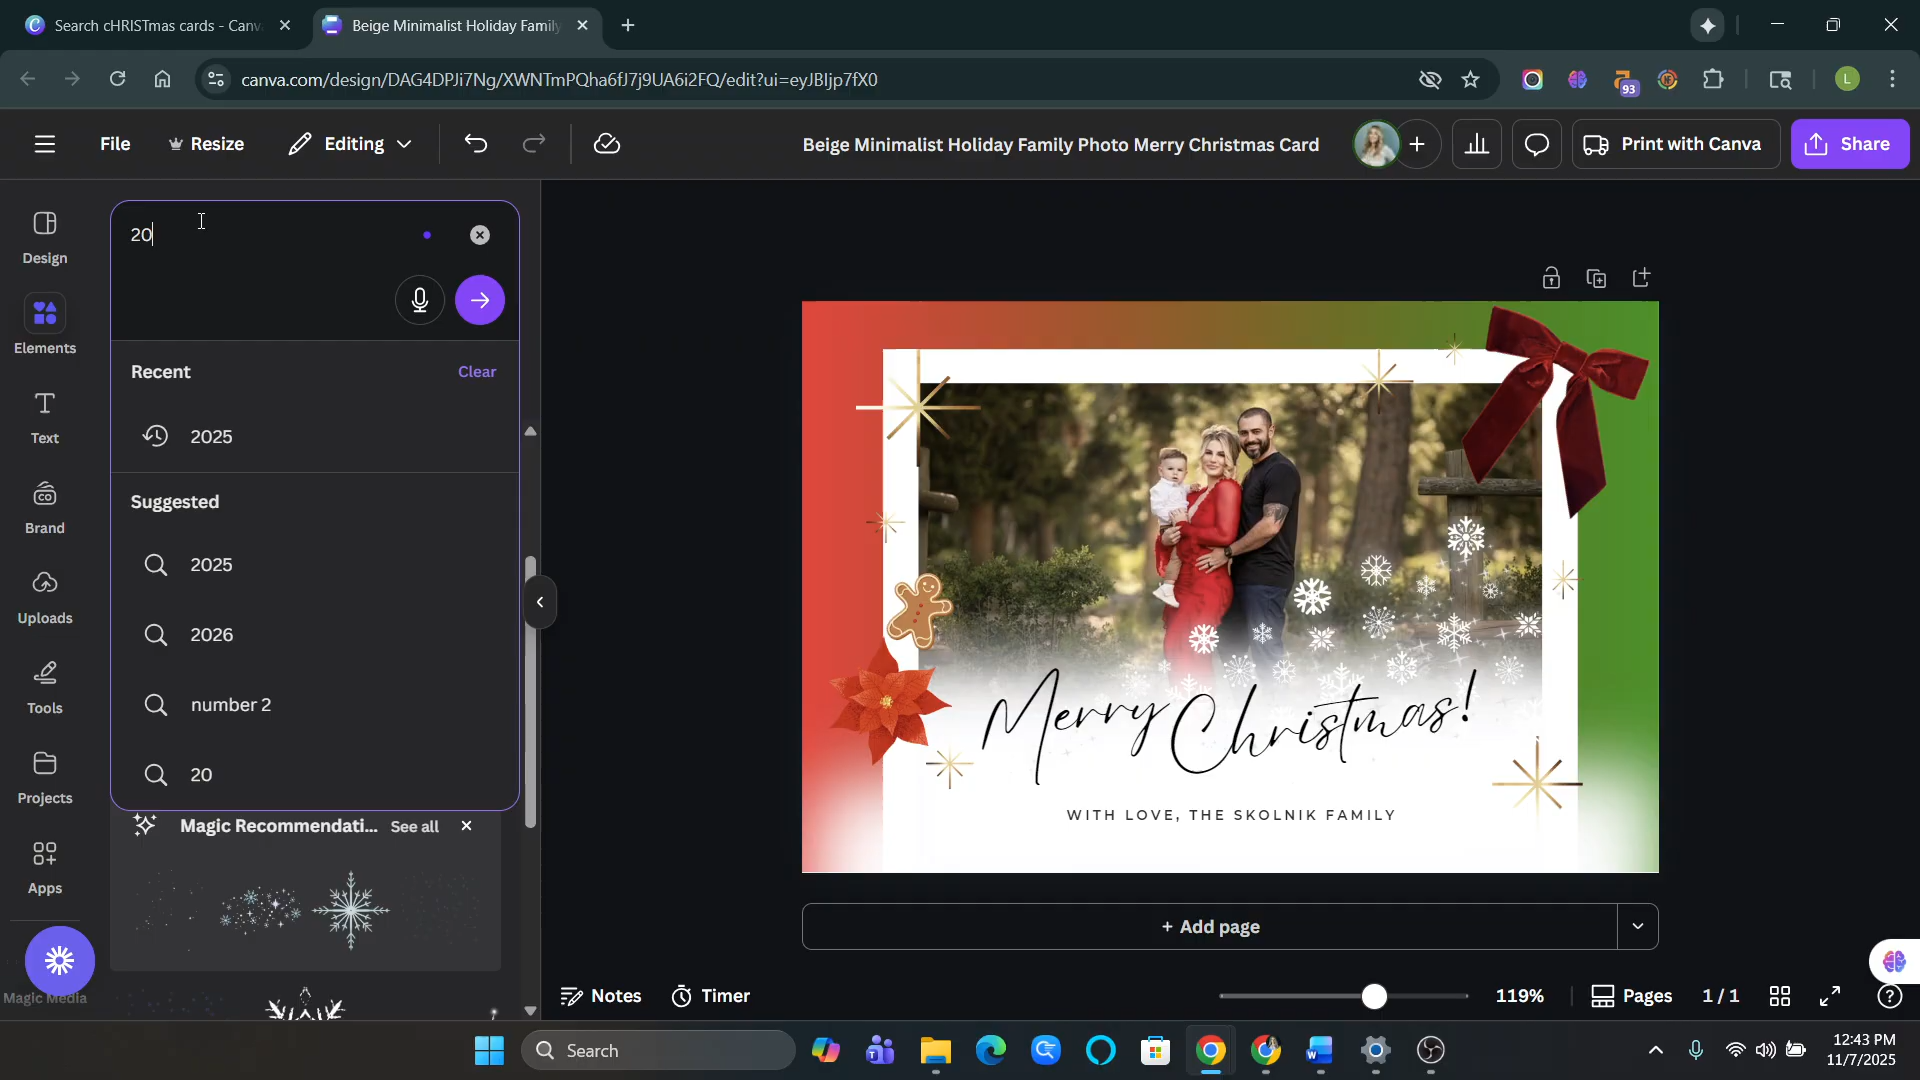 Search cHRISTmas cards - Canv
Beige Minimalist Holiday Family
canva.com/design/DAG4DPJi7Ng/XWNTmPQha6fJ7j9UA6i2FQ/edit?ui=eyJBIjp7fX0
93
L
File
Resize
Editing
Beige Minimalist Holiday Family Photo Merry Christmas Card
Print with Canva
Share
Design
Elements
Text
Brand
Uploads
Tools
Projects
Apps
Magic Media
20
Recent
Clear
2025
Suggested
2025
2026
number 2
20
Magic Recommendati...
See all
Merry Christmas!
WITH LOVE, THE SKOLNIK FAMILY
+ Add page
Notes
Timer
119%
Pages
1 / 1
Search
12:43 PM
11/7/2025